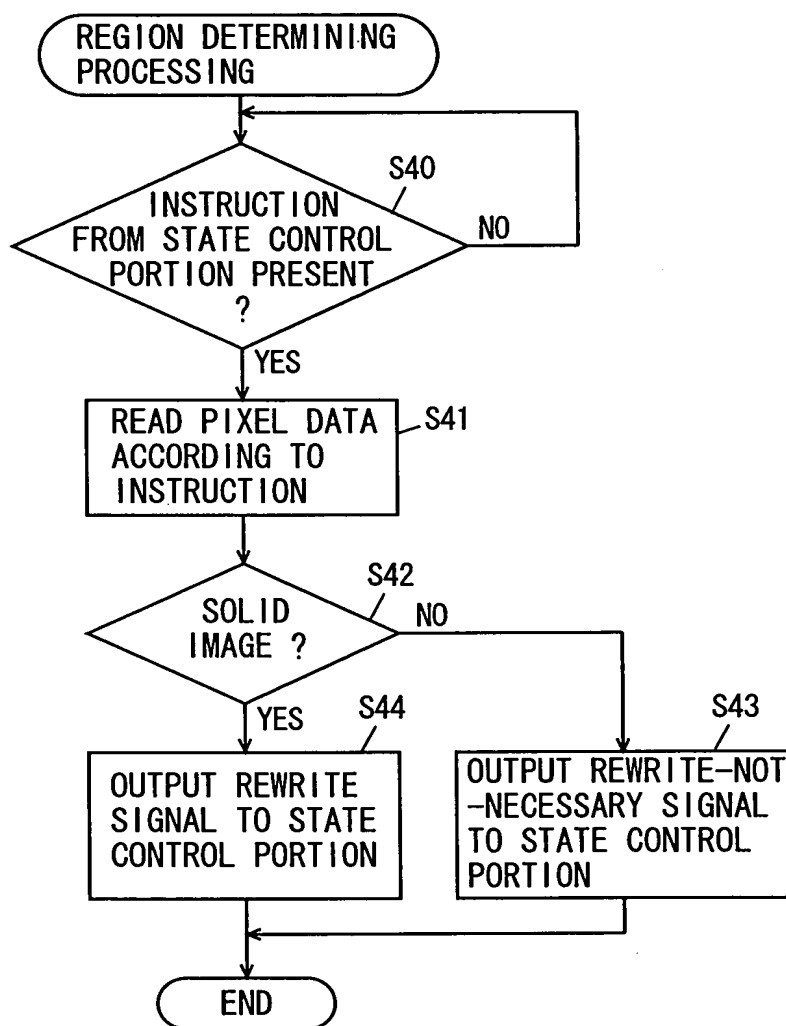 REGION DETERMINING
PROCESSING
S40
INSTRUCTION
FROM STATE CONTROL
PORTION PRESENT
?
NO
YES
READ PIXEL DATA
ACCORDING TO
INSTRUCTION
S41
S42
SOLID
IMAGE ?
NO
YES
S44
OUTPUT REWRITE
SIGNAL TO STATE
CONTROL PORTION
S43
OUTPUT REWRITE-NOT
-NECESSARY SIGNAL
TO STATE CONTROL
PORTION
END